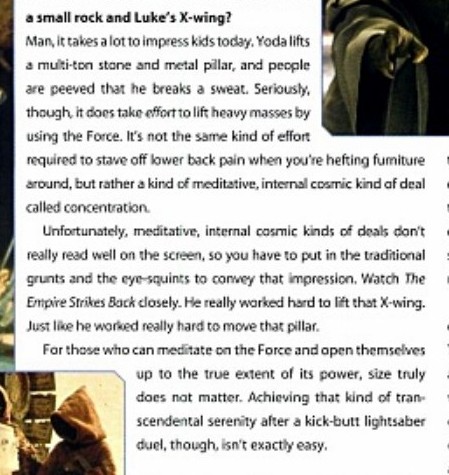 a small rock and Luke's X-wing?
Man, it takes a lot to impress kids today. Yoda lifts
a multi-ton stone and metal pillar, and people
are peeved that he breaks a sweat. Seriously,
though, it does take effort to lift heavy masses by
using the Force. It's not the same kind of effort
required to stave off lower back pain when you're hefting furniture
around, but rather a kind of meditative, internal cosmic kind of deal
called concentration.
Unfortunately, meditative, internal cosmic kinds of deals don't
really read well on the screen, so you have to put in the traditional
grunts and the eye-squints to convey that impression. Watch The
Empire Strikes Back closely. He really worked hard to lift that X-wing.
Just like he worked really hard to move that pillar.
For those who can meditate on the Force and open themselves
up to the true extent of its power, size truly
does not matter. Achieving that kind of tran-
scendental serenity after a kick-butt lightsaber
duel, though, isn't exactly easy.